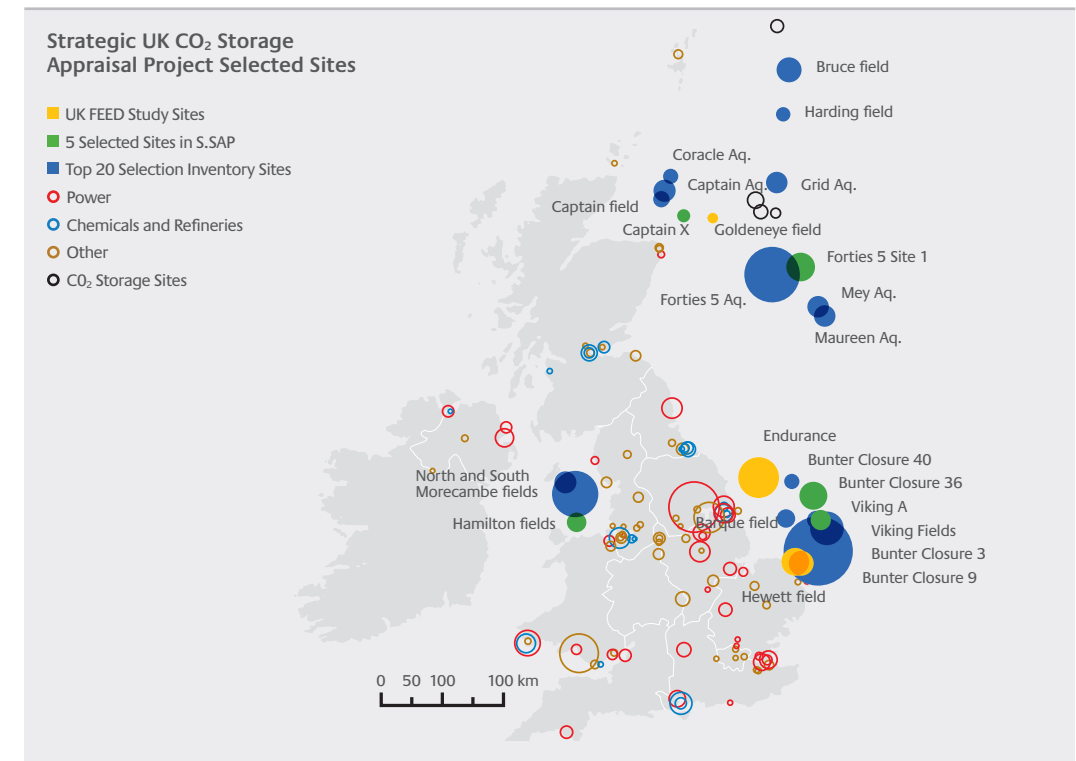 Strategic UK CO₂ Storage
Appraisal Project Selected Sites
UK FEED Study Sites
5 Selected Sites in S.SAP
Top 20 Selection Inventory Sites
Power
Chemicals and Refineries
Other
C0₂ Storage Sites
Bruce field
Harding field
Coracle Aq.
Captain Aq.
Grid Aq.
Captain field
Captain X
Goldeneye field
Forties 5 Site 1
Forties 5 Aq.
Mey Aq.
Maureen Aq.
Endurance
Bunter Closure 40
North and South
Morecambe fields
Bunter Closure 36
Viking A
Hamilton fields
Barque field
Viking Fields
Bunter Closure 3
Bunter Closure 9
Hewett field
0 50 100 100 km